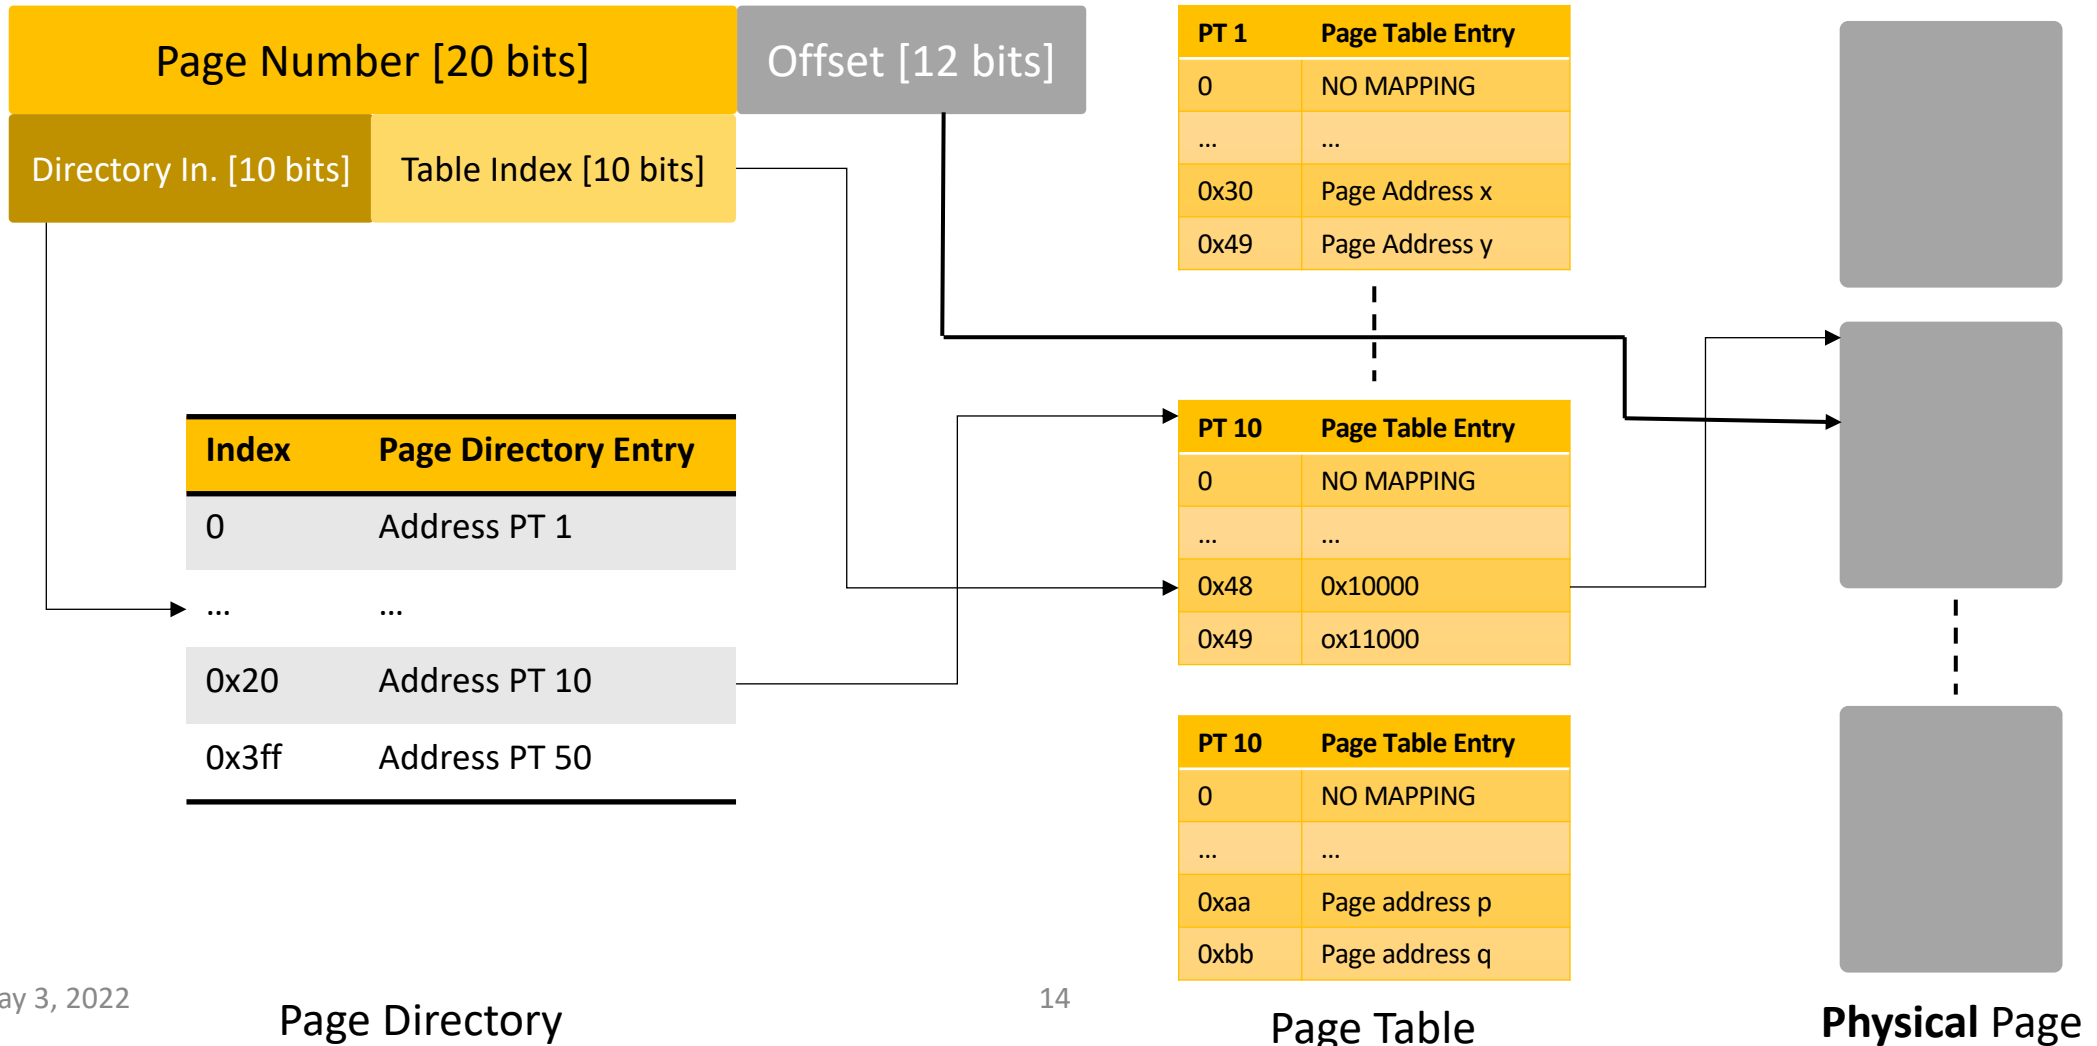 Page Number [20 bits]
Offset [12 bits]
Directory In. [10 bits]
Table Index [10 bits]
Index Page Directory Entry
0 Address PT 1
... ...
0x20 Address PT 10
0x3ff Address PT 50
Page Directory
PT 1 Page Table Entry
0 NO MAPPING
... ...
0x30 Page Address x
0x49 Page Address y
PT 10 Page Table Entry
0 NO MAPPING
... ...
0x48 0x10000
0x49 ox11000
PT 10 Page Table Entry
0 NO MAPPING
... ...
0xaa Page address p
0xbb Page address q
Page Table
Physical Page
ay 3, 2022
14